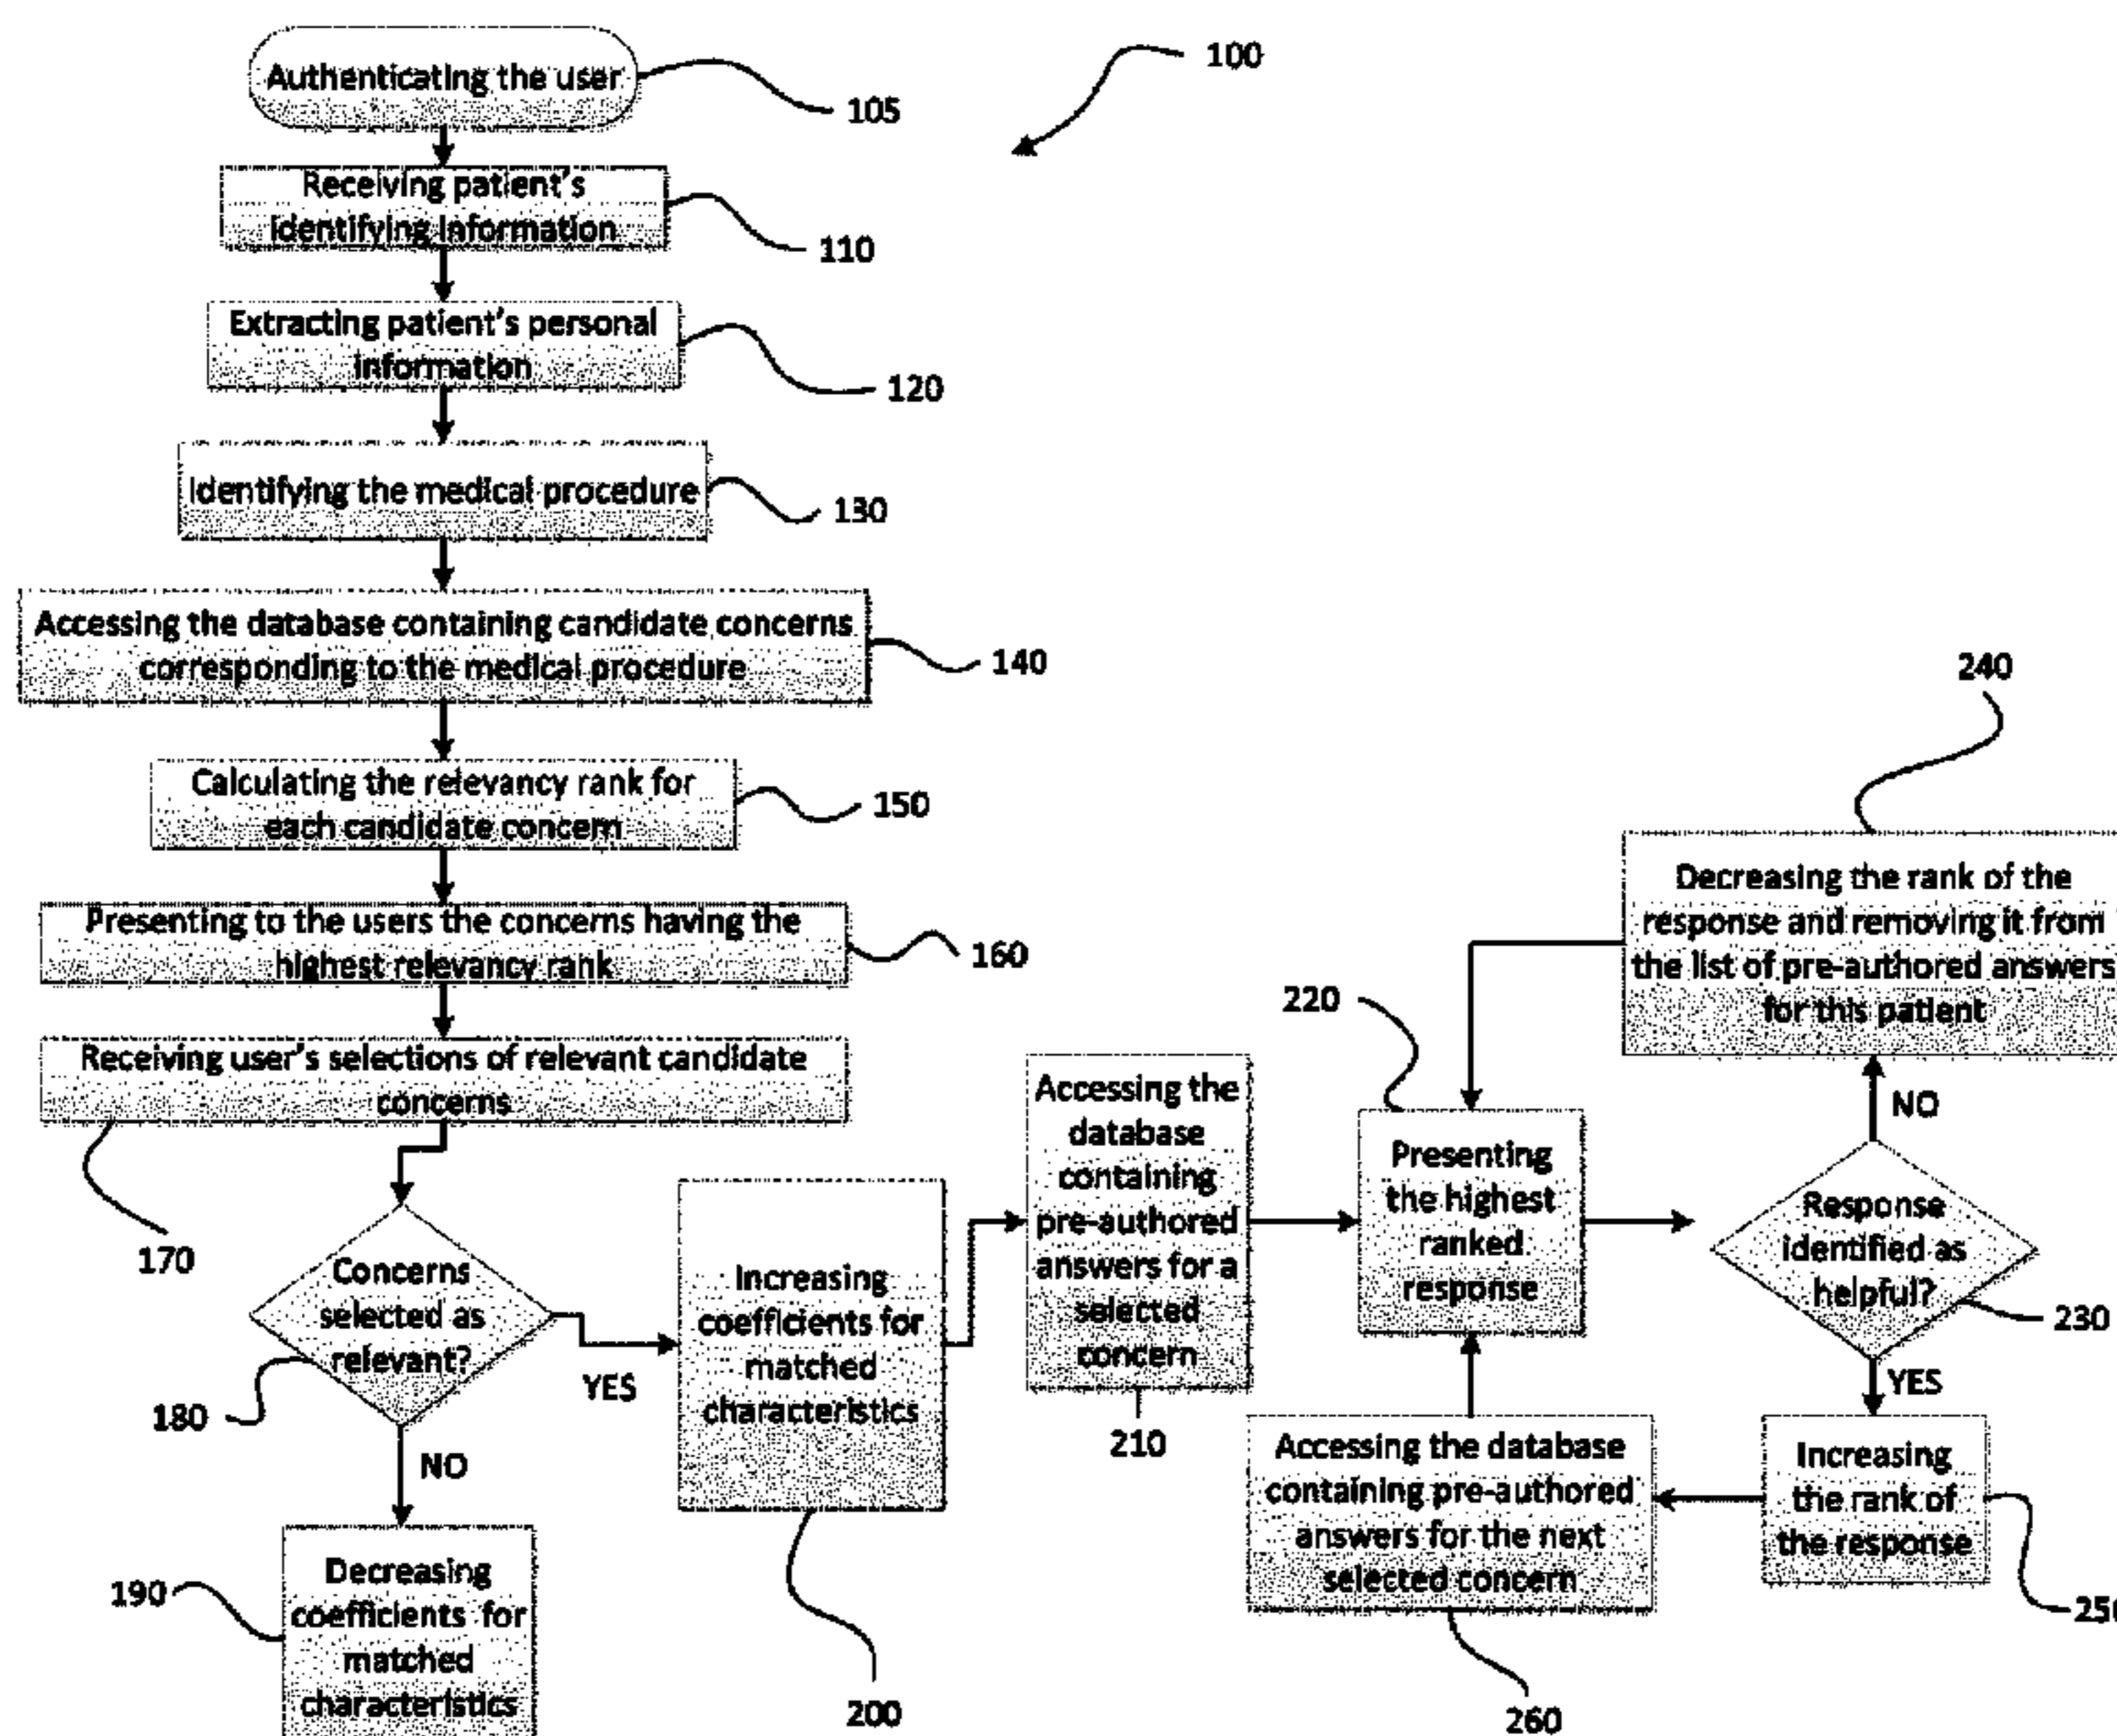 100
Authenticating the user
105
Receiving patient's
identifying information
110
Extracting patient's personal
information
120
Identifying the medical procedure
130
Accessing the database containing candidate concerns
corresponding to the medical procedure
140
Calculating the relevancy rank for
each candidate concern
150
Presenting to the users the concerns having the
highest relevancy rank
160
Receiving user's selections of relevant candidate
concerns
170
Concerns
selected as
relevant?
180
NO
Decreasing
coefficients for
matched
characteristics
190
YES
Increasing
coefficients for
matched
characteristics
200
Accessing the
database
containing
pre-authored
answers for a
selected
concern
210
220
Presenting
the highest
ranked
response
Response
identified as
helpful?
230
NO
240
Decreasing the rank of the
response and removing it from
the list of pre-authored answers
for this patient
YES
Increasing
the rank of
the response
250
Accessing the database
containing pre-authored
answers for the next
selected concern
260